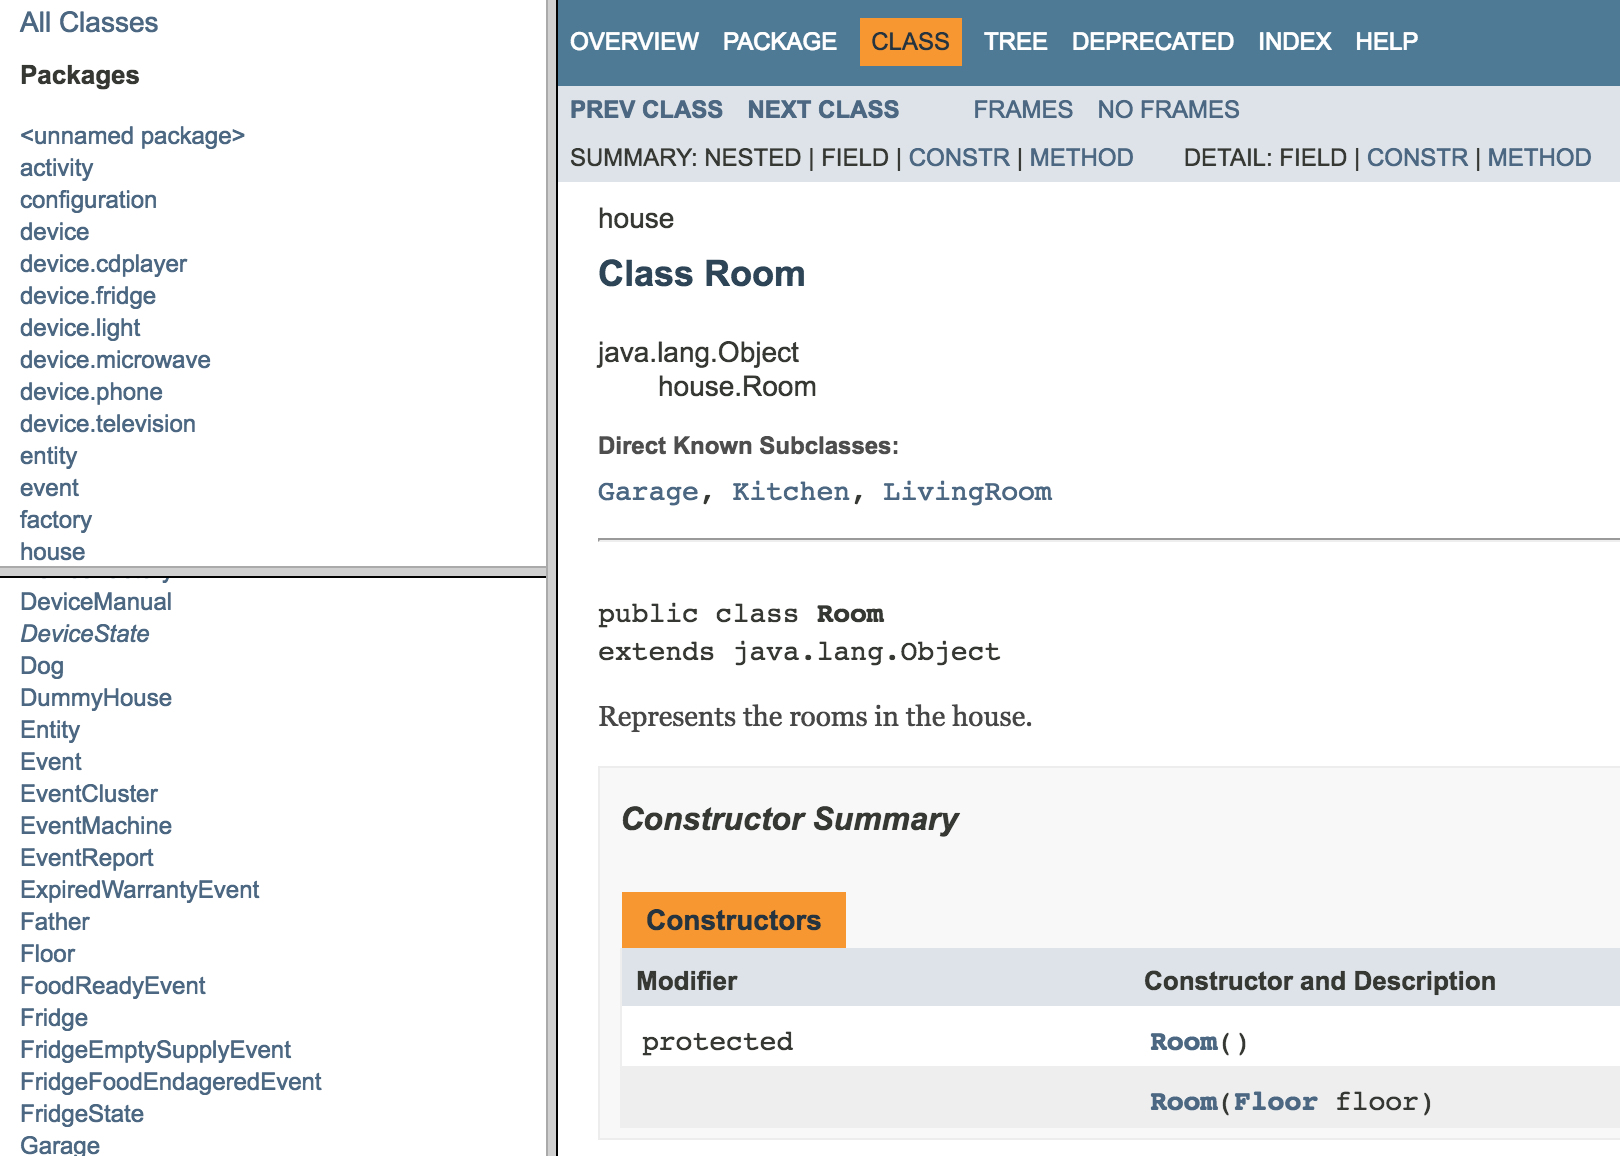 All Classes
Packages
<unnamed package>
activity
configuration
device
device.cdplayer
device.fridge
device.light
device.microwave
device.phone
device.television
entity
event
factory
house
DeviceManual
DeviceState
Dog
DummyHouse
Entity
Event
EventCluster
EventMachine
EventReport
ExpiredWarrantyEvent
Father
Floor
FoodReadyEvent
Fridge
FridgeEmptySupplyEvent
FridgeFoodEndageredEvent
FridgeState
Garage
OVERVIEW PACKAGE CLASS TREE DEPRECATED INDEX HELP
PREV CLASS NEXT CLASS FRAMES NO FRAMES
SUMMARY: NESTED | FIELD | CONSTR | METHOD DETAIL: FIELD | CONSTR | METHOD
house
Class Room
java.lang.Object
house.Room
Direct Known Subclasses:
Garage, Kitchen, LivingRoom
public class Room
extends java.lang.Object
Represents the rooms in the house.
Constructor Summary
Constructors
Modifier Constructor and Description
protected Room()
Room(Floor floor)